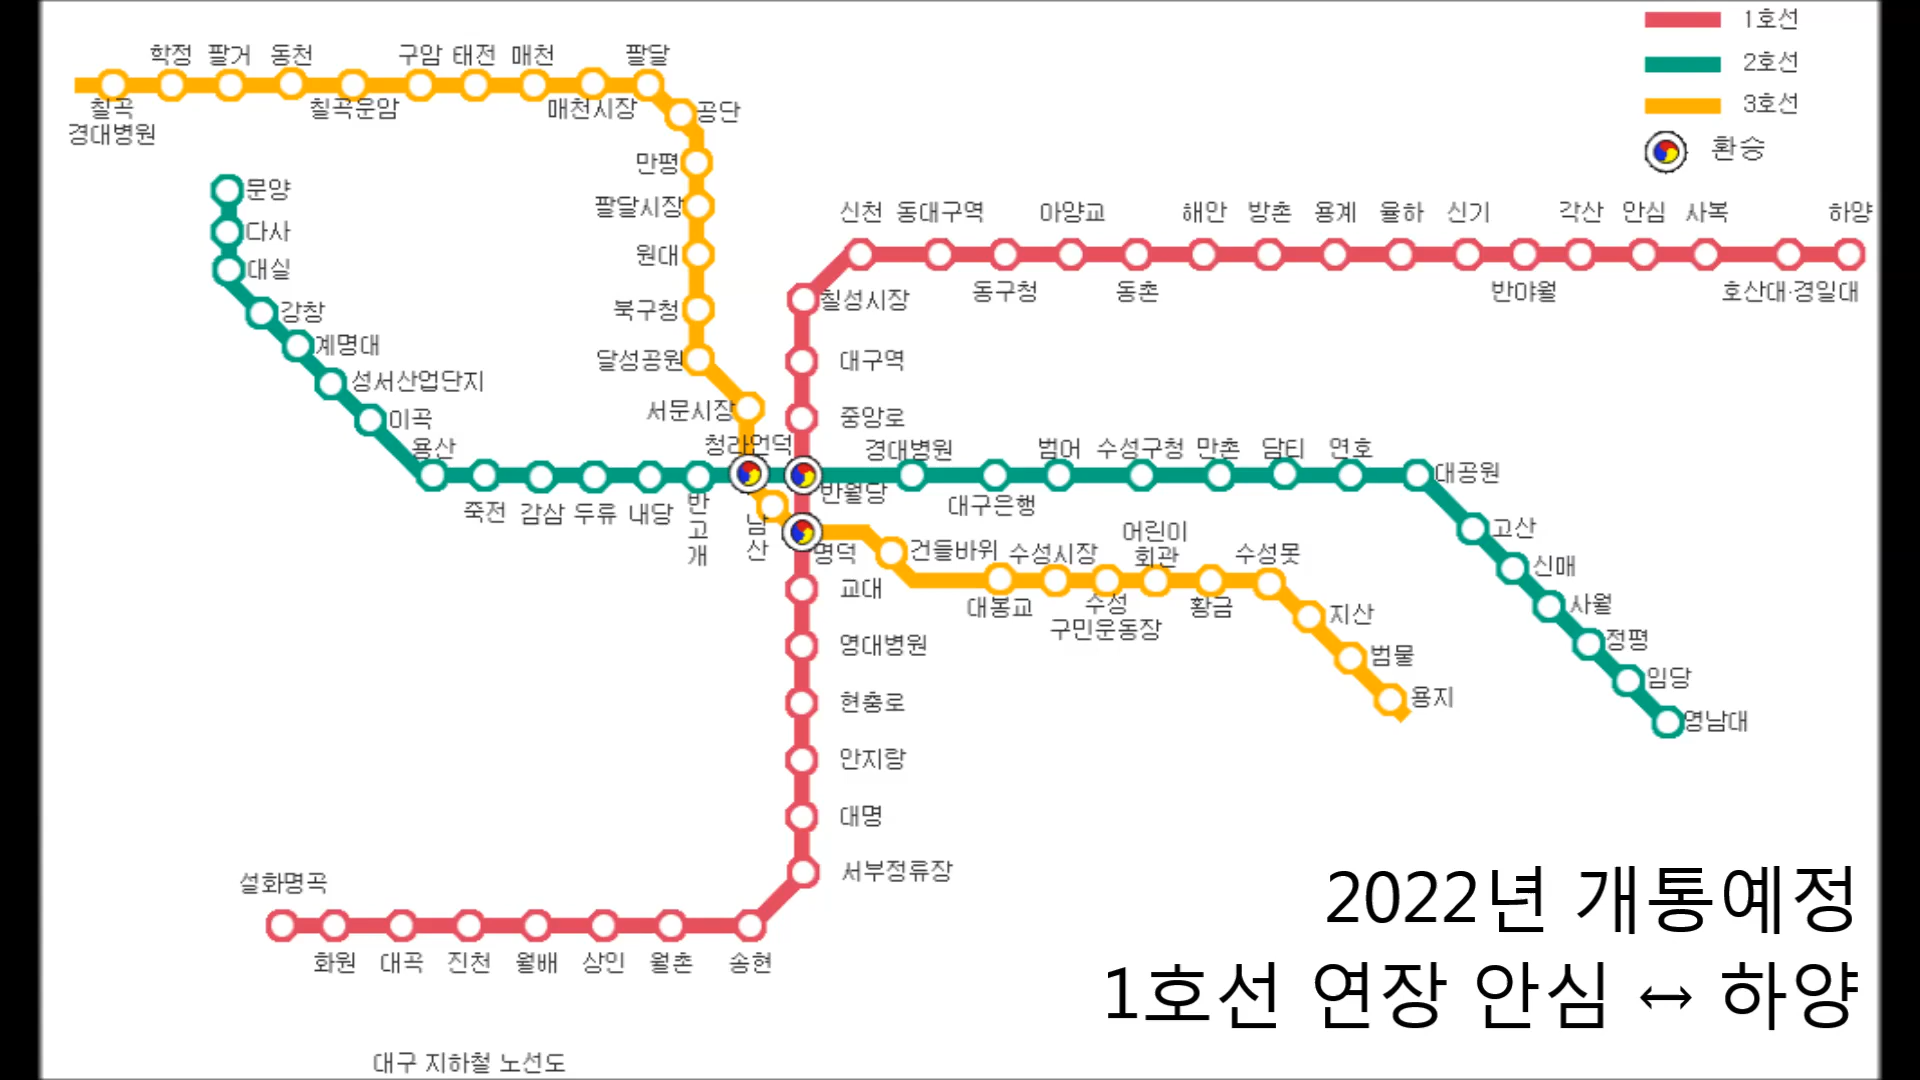 1호선
2호선
3호선
환승
학정 팔거 동천 구암 태전 매천 팔달
칠곡
경대병원
칠곡운암
매천시장
공단
만평
팔달시장
원대
북구청
달성공원
서문시장
청라언덕
남
산
명덕
건들바위
대봉교
수성시장
수성
구민운동장
어린이
회관
황금
수성못
지산
범물
용지
문양
다사
대실
강창
계명대
성서산업단지
이곡
용산
죽전 감삼 두류 내당
반
고
개
반월당
경대병원
대구은행
범어 수성구청 만촌 담티 연호
대공원
고산
신매
사월
정평
임당
영남대
신천 동대구역 아양교 해안 방촌 용계 율하 신기 각산 안심 사복 하양
동구청 동촌 반야월 호산대·경일대
칠성시장
대구역
중앙로
교대
영대병원
현충로
안지랑
대명
서부정류장
설화명곡
화원 대곡 진천 월배 상인 월촌 송현
2022년 개통예정
1호선 연장 안심 ↔ 하양
대구 지하철 노선도